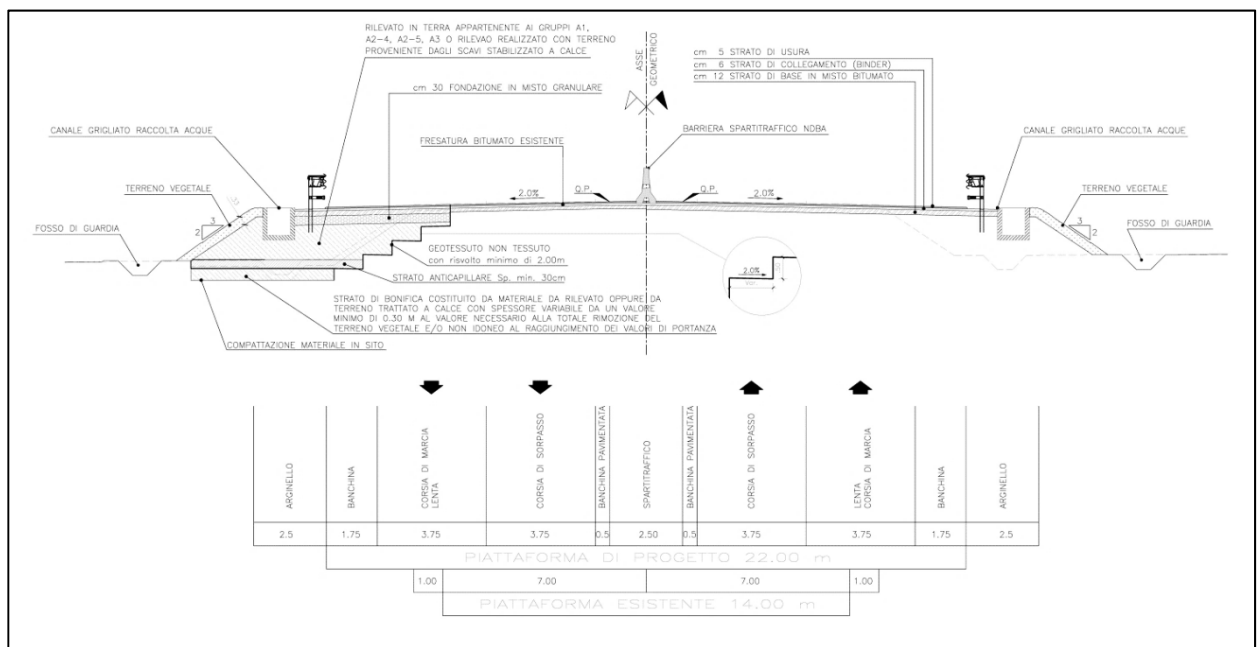 RILEVATO IN TERRA APPARTENENTE AI GRUPPI A1,
A2-4, A2-5, A3 O RILEVAO REALIZZATO CON TERRENO
PROVENIENTE DAGLI SCAVI STABILIZZATO A CALCE
cm 30 FONDAZIONE IN MISTO GRANULARE
CANALE GRIGLIATO RACCOLTA ACQUE
FRESATURA BITUMATO ESISTENTE
TERRENO VEGETALE
FOSSO DI GUARDIA
3
2
ASSE
GEOMETRICO
cm 5 STRATO DI USURA
cm 6 STRATO DI COLLEGAMENTO (BINDER)
cm 12 STRATO DI BASE IN MISTO BITUMATO
BARRIERA SPARTITRAFFICO NDBA
CANALE GRIGLIATO RACCOLTA ACQUE
TERRENO VEGETALE
FOSSO DI GUARDIA
3
2
2.0%
Q.P.
Q.P.
2.0%
GEOTESSUTO NON TESSUTO
con risvolto minimo di 2.00m
STRATO ANTICAPILLARE Sp. min. 30cm
2.0%
Var.
STRATO DI BONIFICA COSTITUITO DA MATERIALE DA RILEVATO OPPURE DA
TERRENO TRATTATO A CALCE CON SPESSORE VARIABILE DA UN VALORE
MINIMO DI 0.30 M AL VALORE NECESSARIO ALLA TOTALE RIMOZIONE DEL
TERRENO VEGETALE E/O NON IDONEO AL RAGGIUNGIMENTO DEI VALORI DI PORTANZA
COMPATTAZIONE MATERIALE IN SITO
ARGINELLO
BANCHINA
CORSIA DI MARCIA
LENTA
CORSIA DI SORPASSO
BANCHINA PAVIMENTATA
SPARTITRAFFICO
BANCHINA PAVIMENTATA
CORSIA DI SORPASSO
LENTA
CORSIA DI MARCIA
BANCHINA
ARGINELLO
2.5 1.75 3.75 3.75 0.5 2.50 0.5 3.75 3.75 1.75 2.5
PIATTAFORMA DI PROGETTO 22.00 m
1.00 7.00 7.00 1.00
PIATTAFORMA ESISTENTE 14.00 m